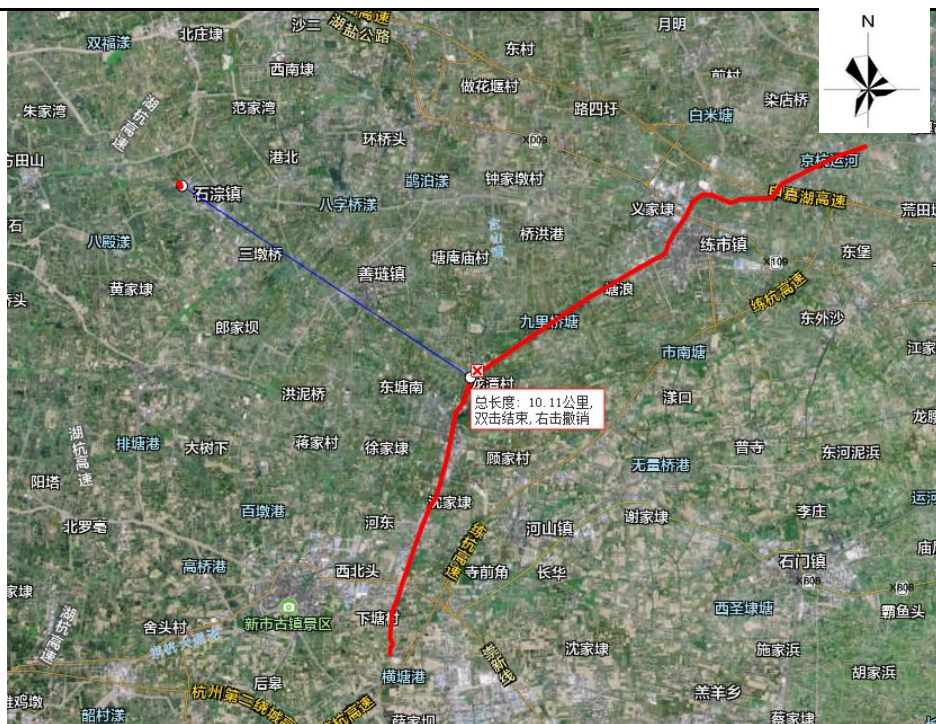 N
双福漾
北庄埭
沙二
湖盐公路
月明
东村
西南埭
做花堰村
前村
染店桥
朱家湾
范家湾
湖杭高速
路四圩
白米塘
环桥头
X009
港北
京杭运河
石淙镇
鹊泊漾
钟家墩村
申嘉湖高速
八字桥漾
义家埭
石
八殿漾
三墩桥
塘庵庙村
桥洪港
练市镇
东堡
善琏镇
X109
黄家埭
塘浪
练杭高速
郎家坝
九里桥塘
东外沙
市南塘
洪泥桥
东塘南
总长度: 10.11公里,
双击结束, 右击撤销
漾口
湖杭高速
排塘港
大树下
蒋家村
徐家埭
顾家村
普寺
东河泥浜
无量桥港
阳塔
沈家埭
百墩港
北罗亳
河东
河山镇
谢家埭
李庄
练杭高速
高桥港
西北头
寺前角
长华
石门镇
X808
X808
湖杭高速
西圣埭塘
霸鱼头
舍头村
新市古镇景区
下塘村
沈家埭
施家浜
横塘港
胡家浜
后皋
羔羊乡
杭州第二绕城高
韶村漾
薛家坝
蔡家埭